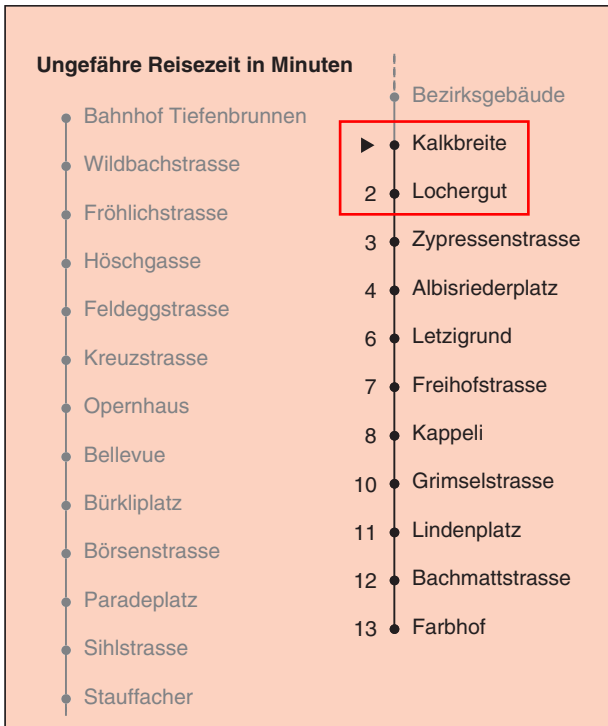 Ungefähre Reisezeit in Minuten
Bahnhof Tiefenbrunnen
Wildbachstrasse
Fröhlichstrasse
Höschgasse
Feldeggstrasse
Kreuzstrasse
Opernhaus
Bellevue
Bürkliplatz
Börsenstrasse
Paradeplatz
Sihlstrasse
Stauffacher
Bezirksgebäude
Kalkbreite
2 Lochergut
3 Zypressenstrasse
4 Albisriederplatz
6 Letzigrund
7 Freihofstrasse
8 Kappeli
10 Grimselstrasse
11 Lindenplatz
12 Bachmattstrasse
13 Farbhof